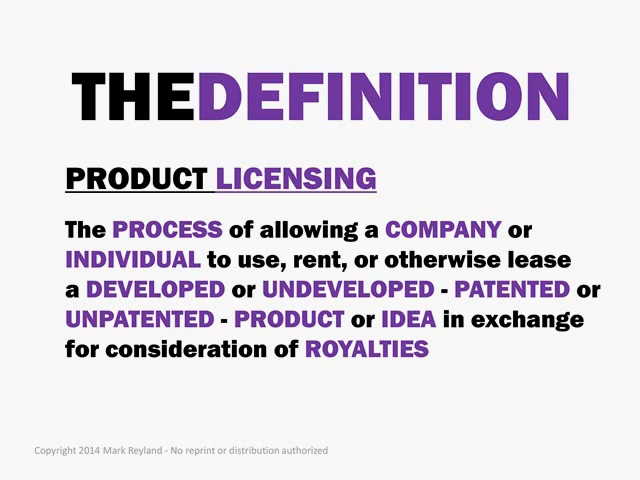 THEDEFINITION
PRODUCT LICENSING
The PROCESS of allowing a COMPANY or
INDIVIDUAL to use, rent, or otherwise lease
a DEVELOPED or UNDEVELOPED - PATENTED or
UNPATENTED - PRODUCT or IDEA in exchange
for consideration of ROYALTIES
Copyright 2014 Mark Reyland - No reprint or distribution authorized